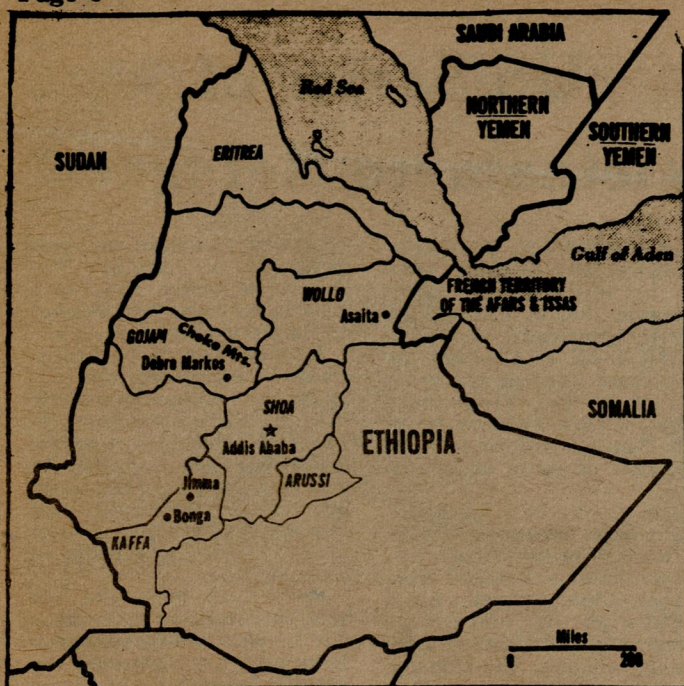 SAUDI ARABIA
Red Sea
NORTHERN
YEMEN
SOUTHERN
YEMEN
SUDAN
ERITREA
Gulf of Aden
WOLLO
FRENCH TERRITORY
OF THE AFARS & ISSAS
Asaita
GOJAM
Choke Mts.
Debre Markos
SHOA
SOMALIA
Addis Ababa
ETHIOPIA
Jimma
ARUSSI
Bonga
KAFFA
Miles
0 200